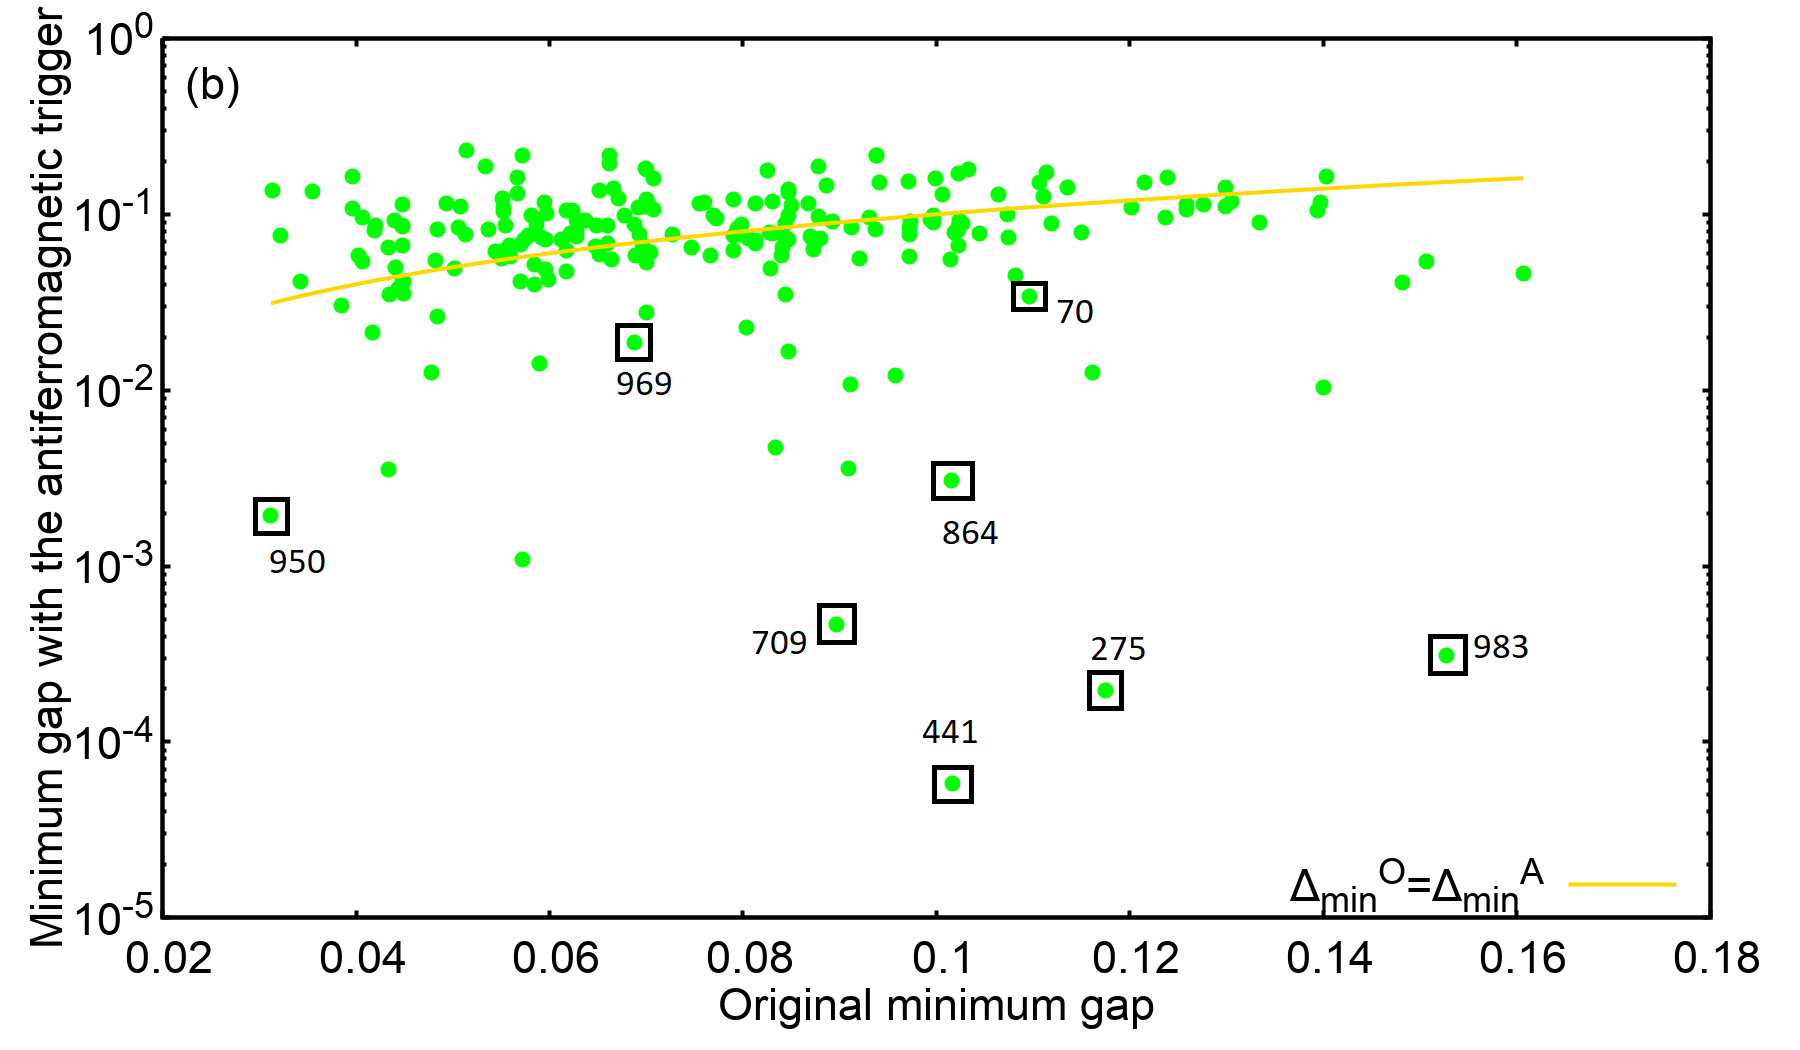 Minimum gap with the antiferromagnetic trigger
(b)
10^0
10^-1
10^-2
10^-3
10^-4
10^-5
70
969
864
950
709
275
983
441
Δ_min^O=Δ_min^A
0.02 0.04 0.06 0.08 0.1 0.12 0.14 0.16 0.18
Original minimum gap